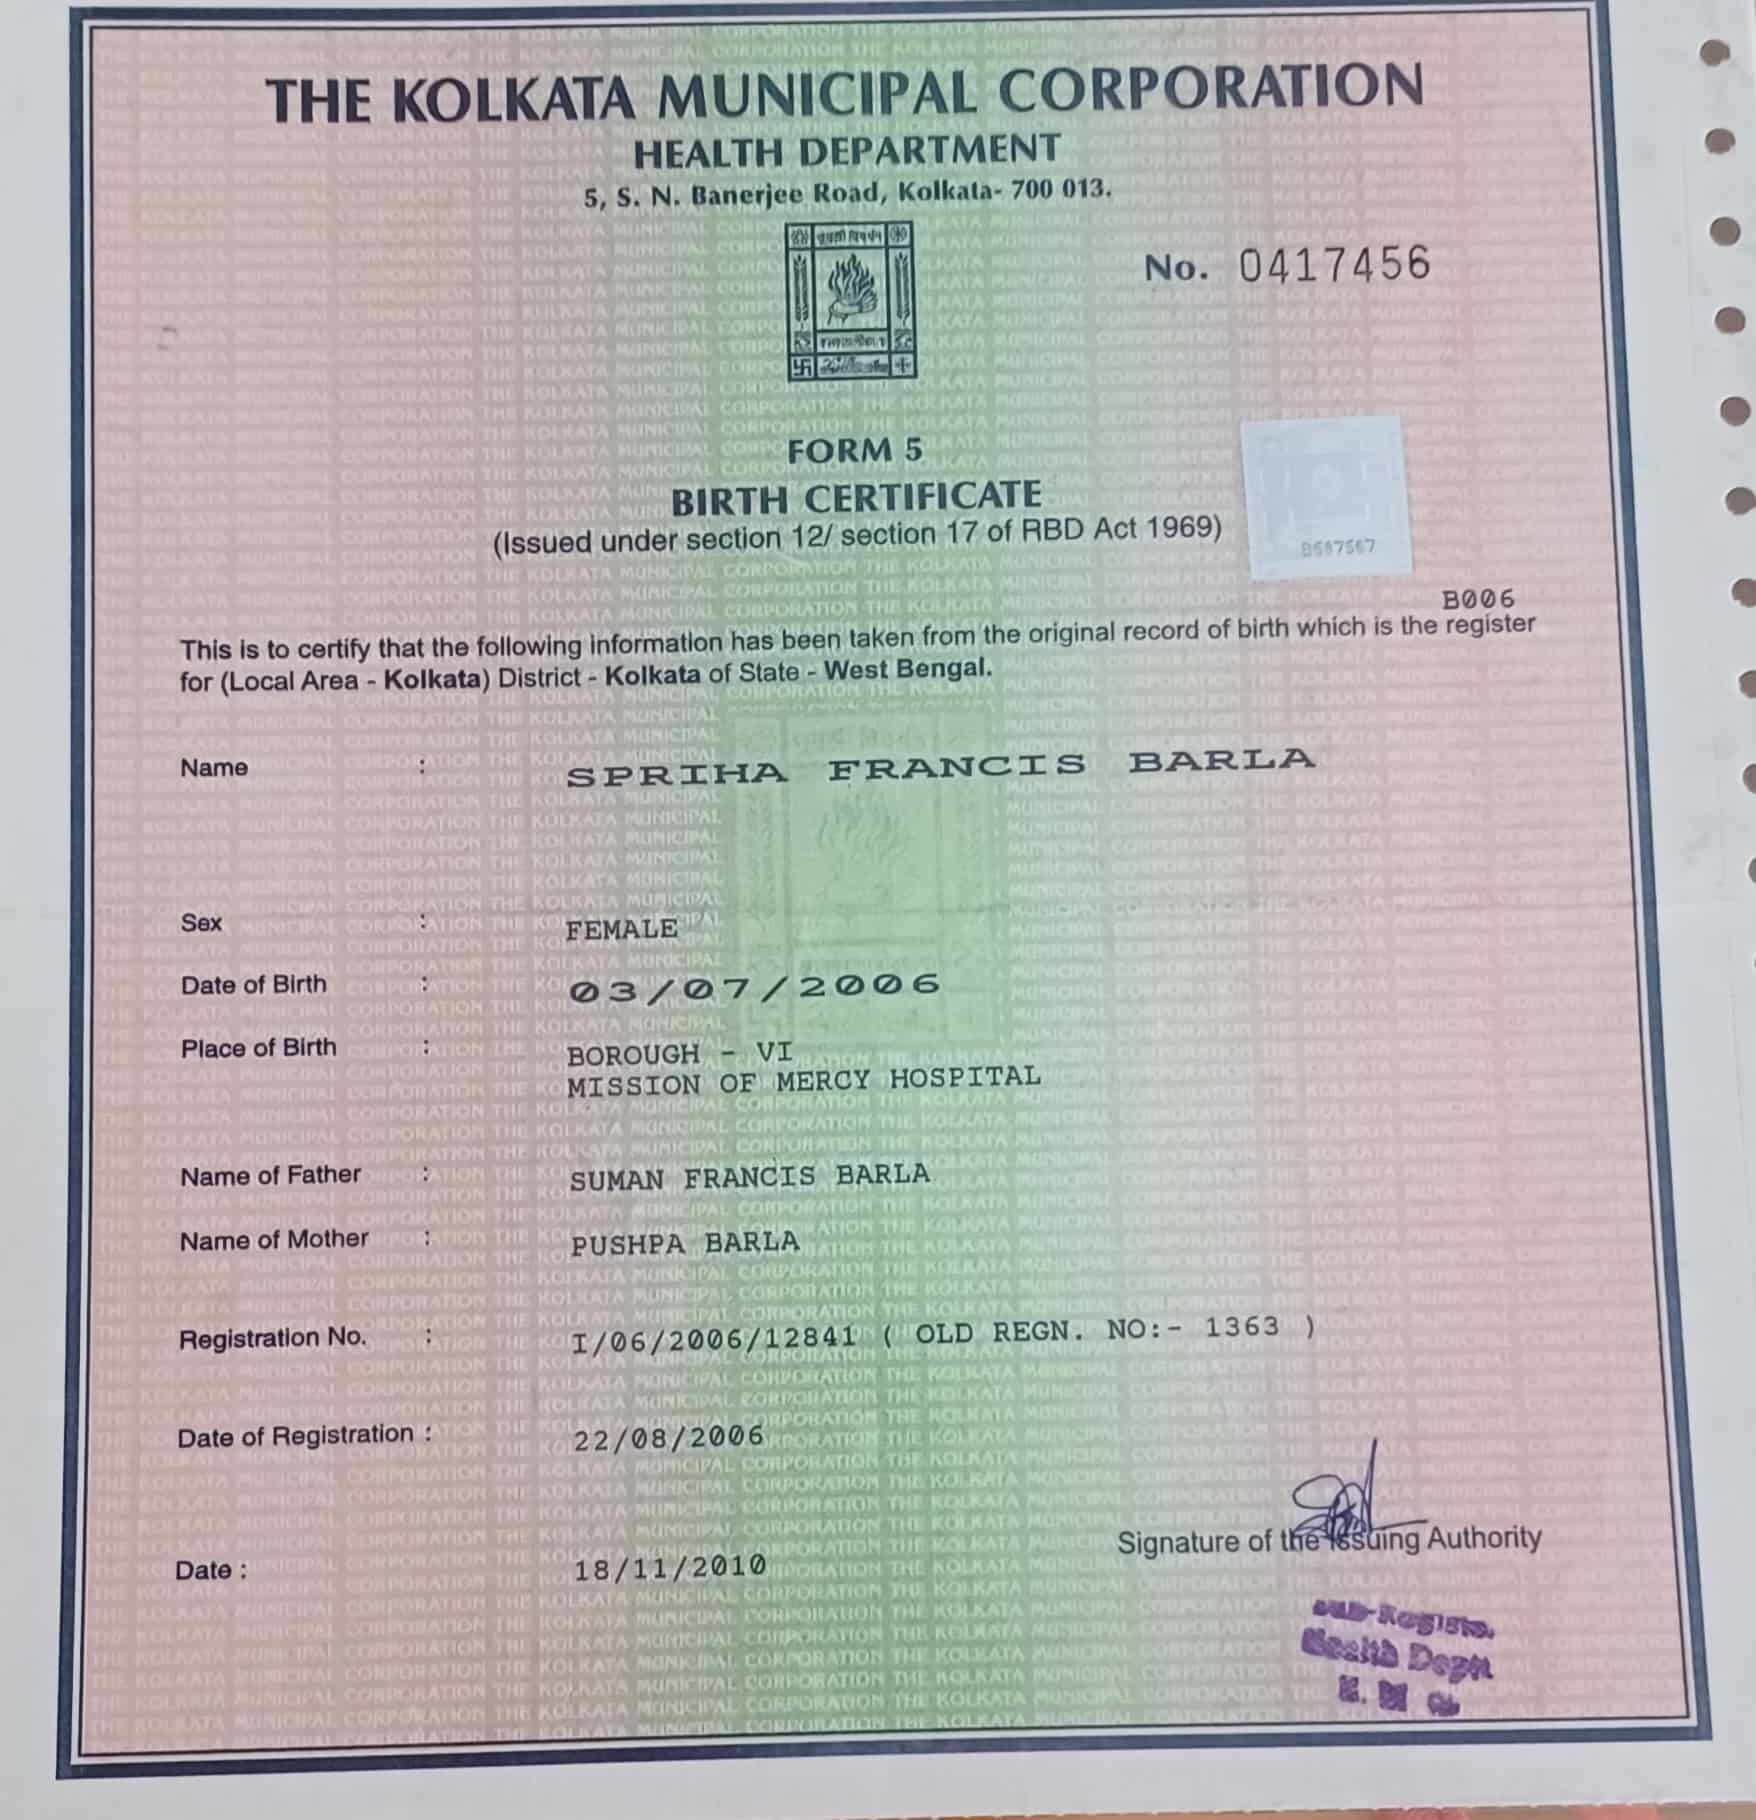 THE KOLKATA MUNICIPAL CORPORATION
HEALTH DEPARTMENT
5, S. N. Banerjee Road, Kolkata- 700 013.
No. 0417456
FORM 5
BIRTH CERTIFICATE
(Issued under section 12/ section 17 of RBD Act 1969)
B006
This is to certify that the following information has been taken from the original record of birth which is the register
for (Local Area - Kolkata) District - Kolkata of State - West Bengal.
Name : SPRIHA FRANCIS BARLA
Sex : FEMALE
Date of Birth : 03/07/2006
Place of Birth : BOROUGH - VI
MISSION OF MERCY HOSPITAL
Name of Father : SUMAN FRANCIS BARLA
Name of Mother : PUSHPA BARLA
Registration No. : I/06/2006/12841 ( OLD REGN. NO:- 1363 )
Date of Registration : 22/08/2006
Signature of the Issuing Authority
Date : 18/11/2010
Health Deptt